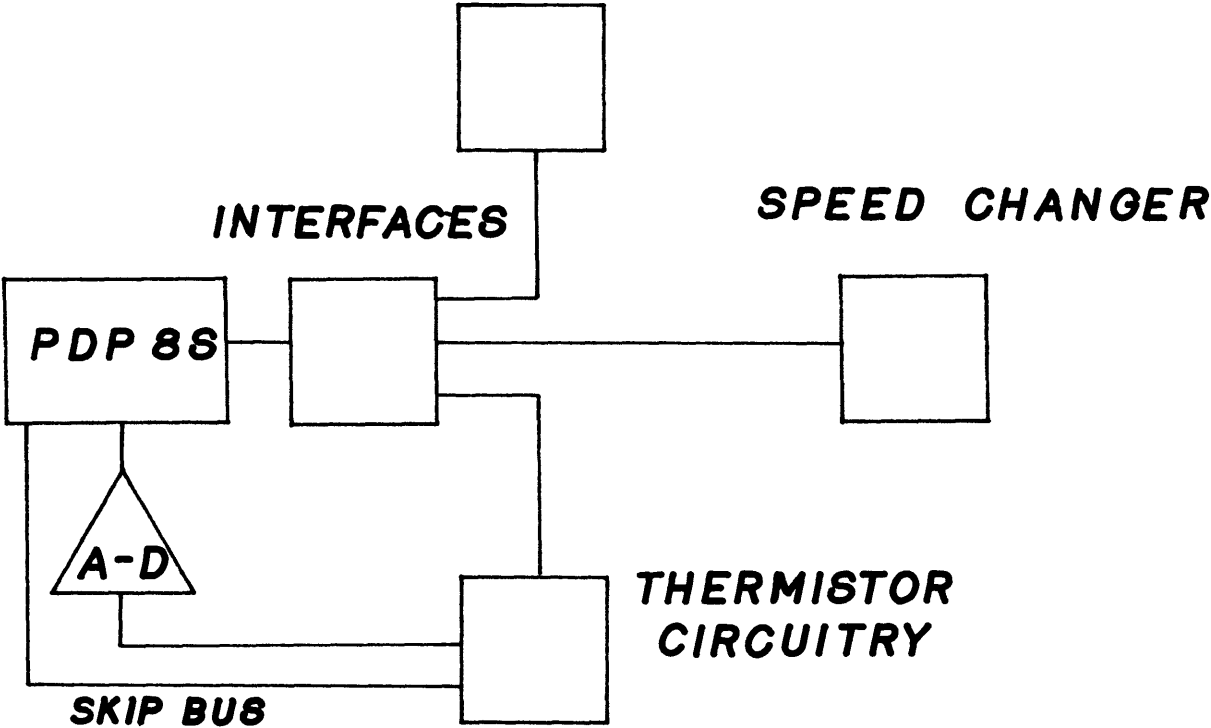 INTERFACES
SPEED CHANGER
PDP 8S
A-D
THERMISTOR
CIRCUITRY
SKIP BUS